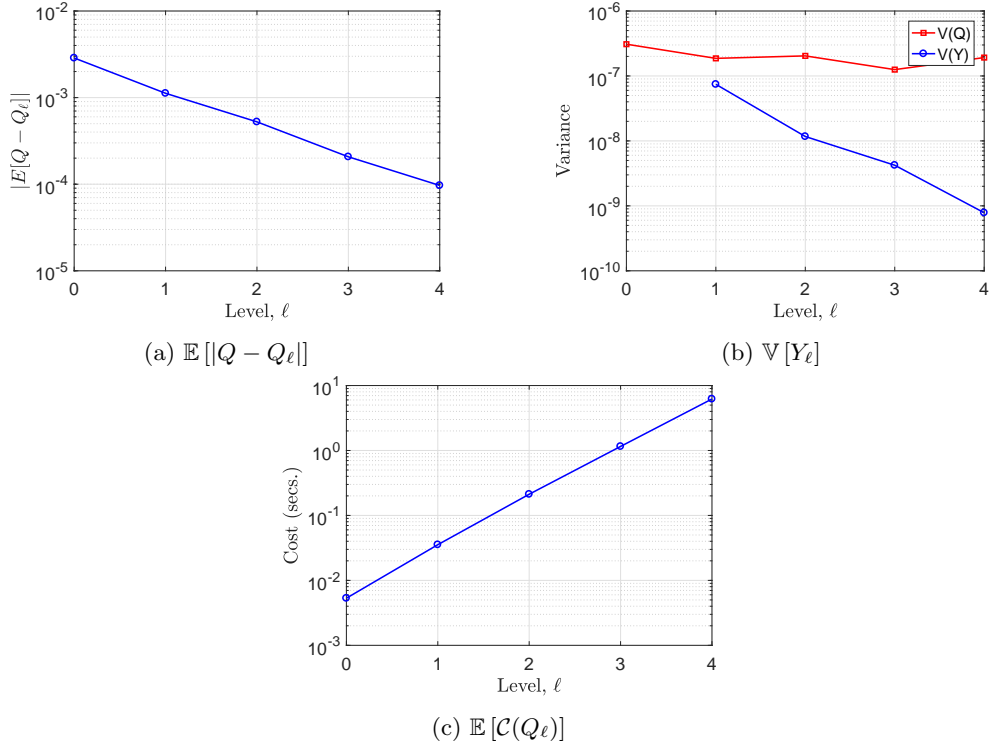 10^-2
10^-3
10^-4
10^-5
|E[Q − Q_ℓ]|
0 1 2 3 4
Level, ℓ
(a) 𝔼 [|Q − Q_ℓ|]
10^-6
10^-7
10^-8
10^-9
10^-10
Variance
V(Q)
V(Y)
0 1 2 3 4
Level, ℓ
(b) 𝕍 [Y_ℓ]
10^1
10^0
10^-1
10^-2
10^-3
Cost (secs.)
0 1 2 3 4
Level, ℓ
(c) 𝔼 [𝒞(Q_ℓ)]